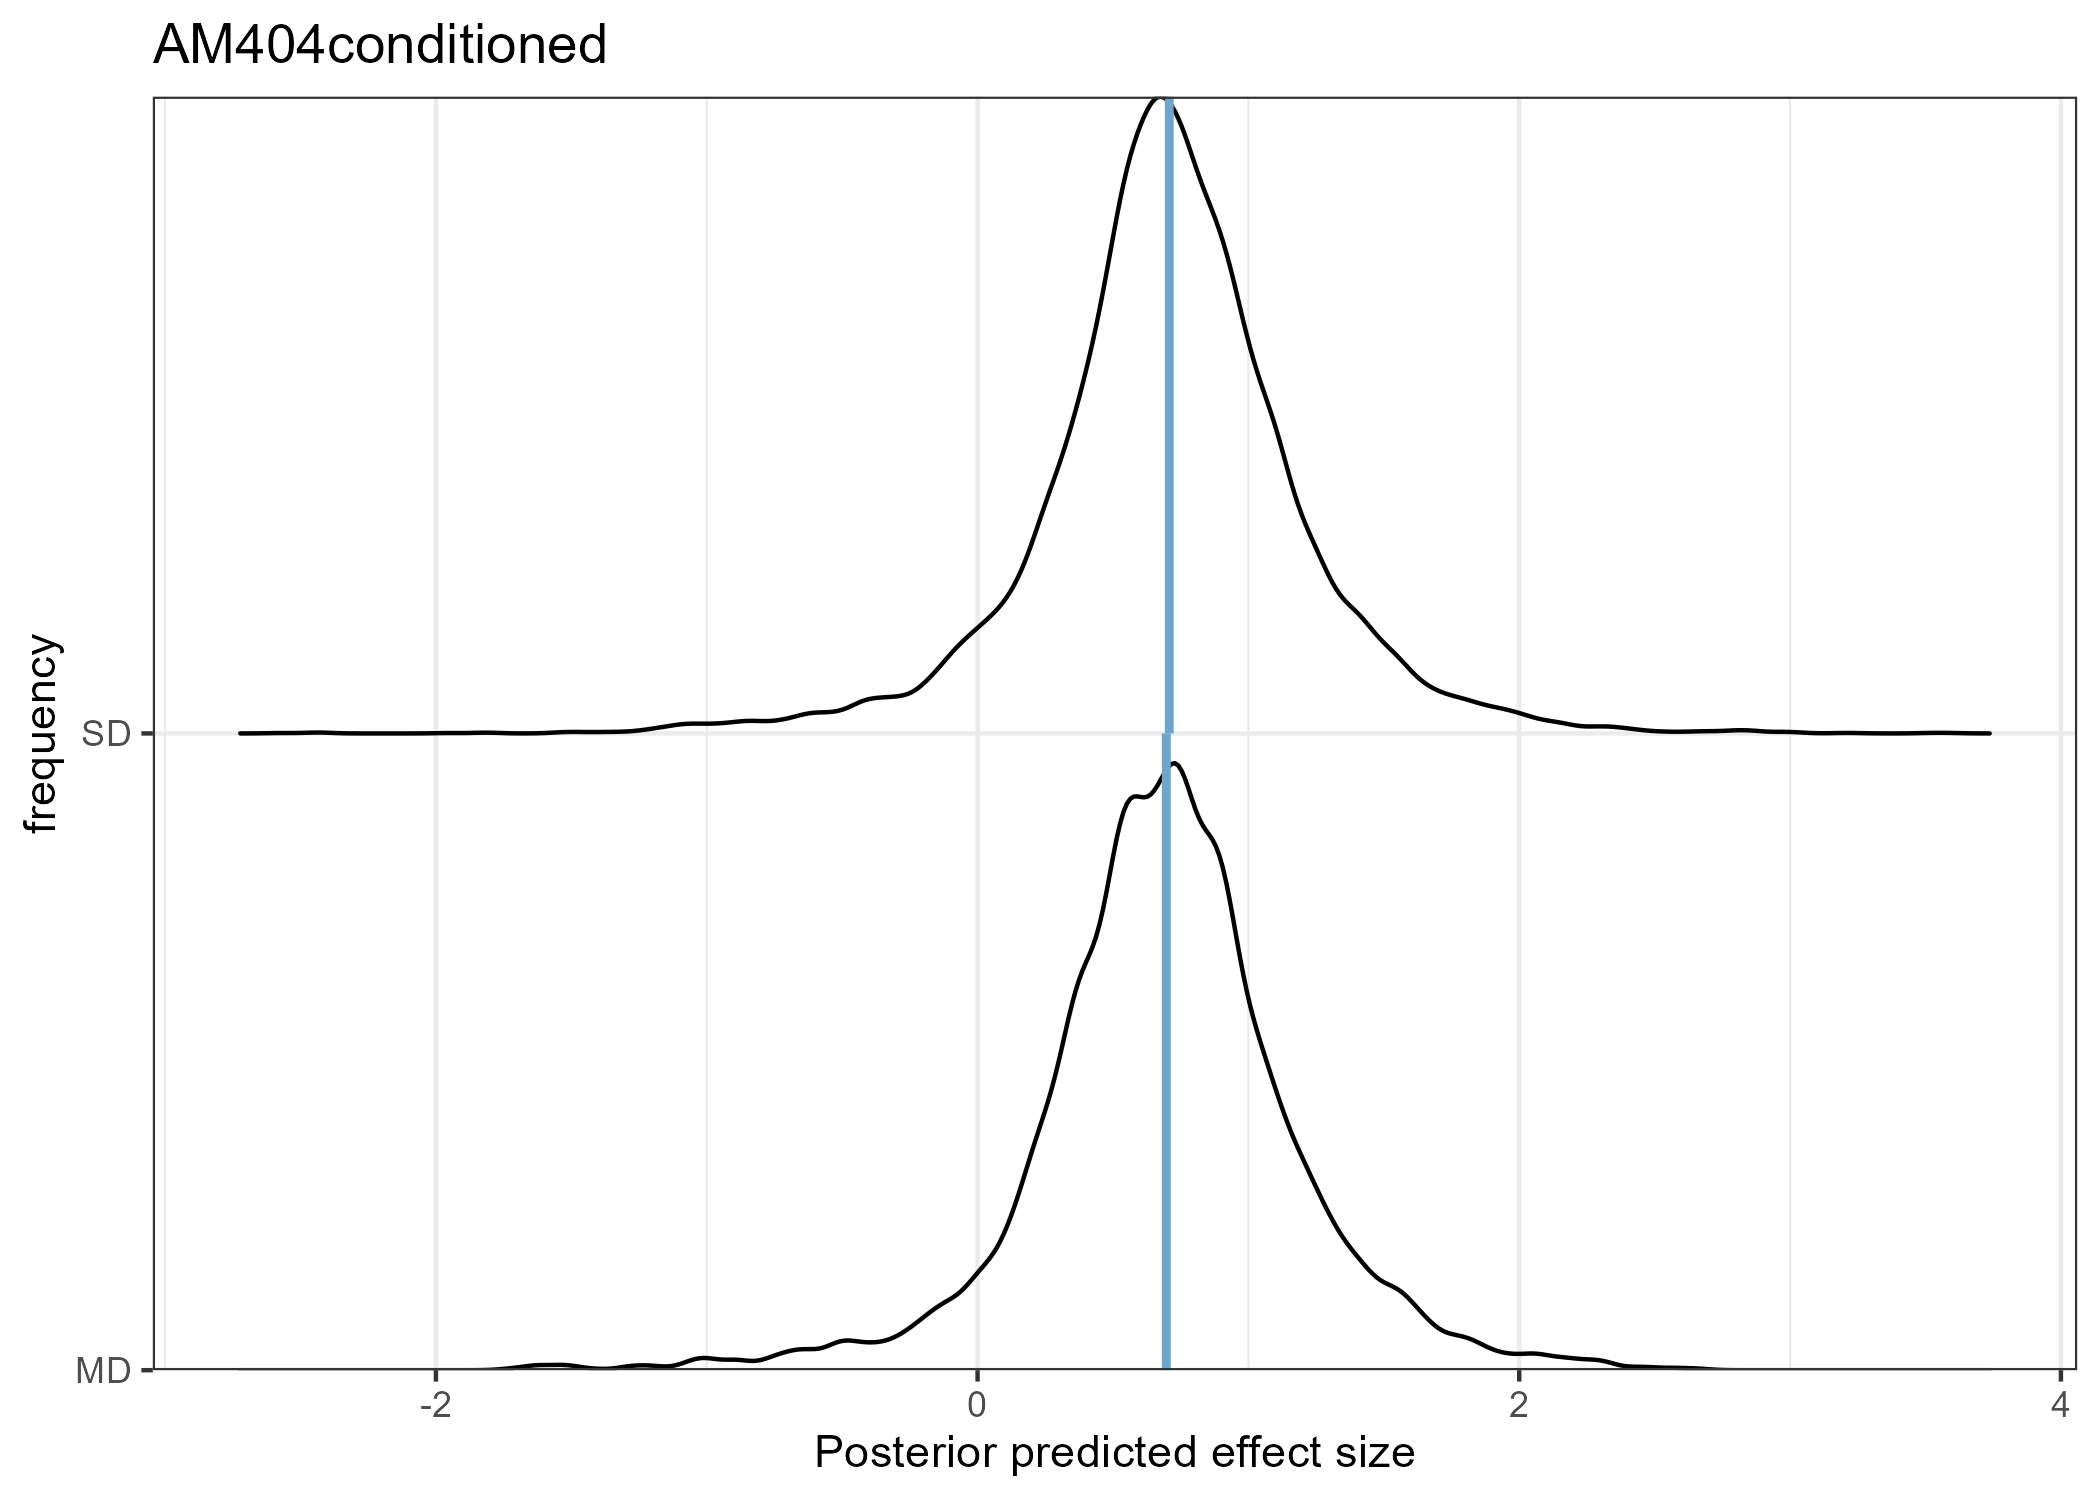 AM404conditioned
frequency
SD
MD
-2 0 2 4
Posterior predicted effect size